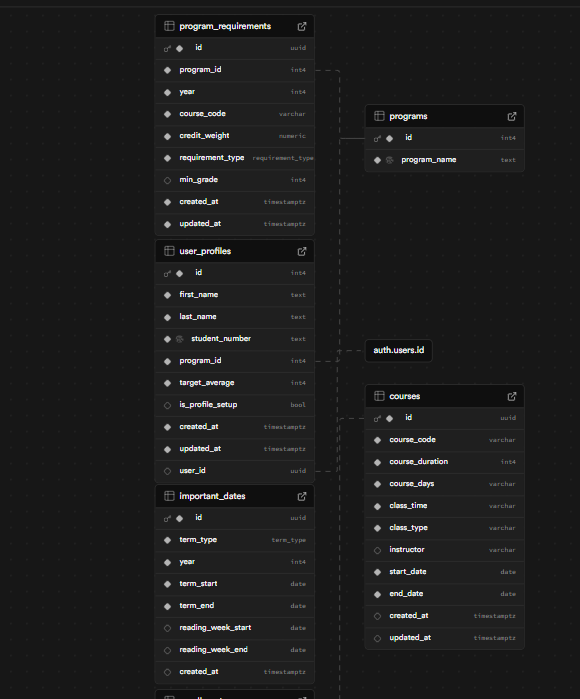 program_requirements
id uuid
program_id int4
year int4
course_code varchar
credit_weight numeric
requirement_type requirement_type
min_grade int4
created_at timestamptz
updated_at timestamptz
user_profiles
id int4
first_name text
last_name text
student_number text
program_id int4
target_average int4
is_profile_setup bool
created_at timestamptz
updated_at timestamptz
user_id uuid
important_dates
id uuid
term_type term_type
year int4
term_start date
term_end date
reading_week_start date
reading_week_end date
created_at timestamptz
programs
id int4
program_name text
auth.users.id
courses
id uuid
course_code varchar
course_duration int4
course_days varchar
class_time varchar
class_type varchar
instructor varchar
start_date date
end_date date
created_at timestamptz
updated_at timestamptz